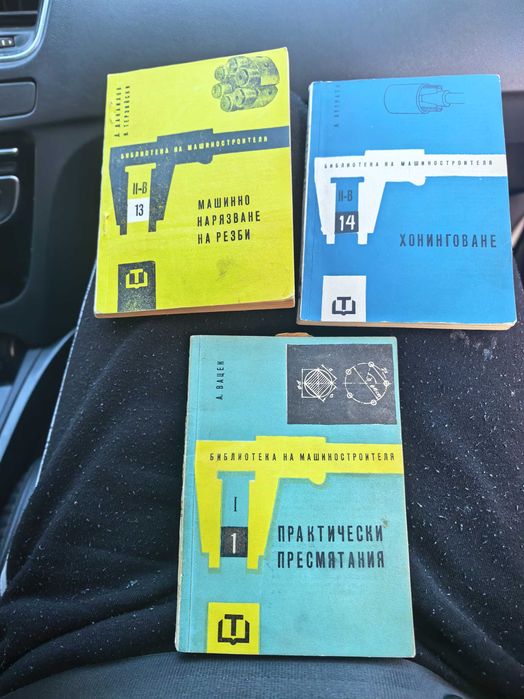 БИБЛИОТЕКА НА МАШИНОСТРОИТЕЛЯ
II-В
13
МАШИННО
НАРЯЗВАНЕ
НА РЕЗБИ
Т
БИБЛИОТЕКА НА МАШИНОСТРОИТЕЛЯ
II-В
14
ХОНИНГОВАНЕ
Т
А. ВАЦЕК
БИБЛИОТЕКА НА МАШИНОСТРОИТЕЛЯ
I
1
ПРАКТИЧЕСКИ
ПРЕСМЯТАНИЯ
Т